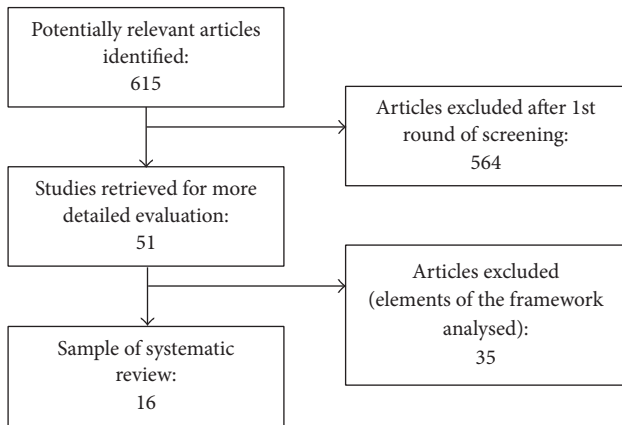 Potentially relevant articles
identified:
615
Articles excluded after 1st
round of screening:
564
Studies retrieved for more
detailed evaluation:
51
Articles excluded
(elements of the framework
analysed):
35
Sample of systematic
review:
16